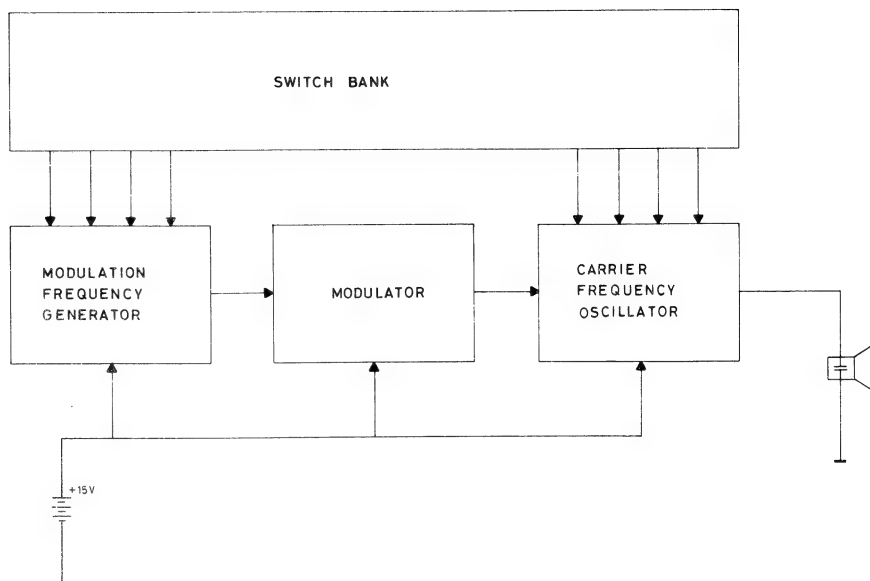 SWITCH BANK
MODULATION
FREQUENCY
GENERATOR
MODULATOR
CARRIER
FREQUENCY
OSCILLATOR
+15V